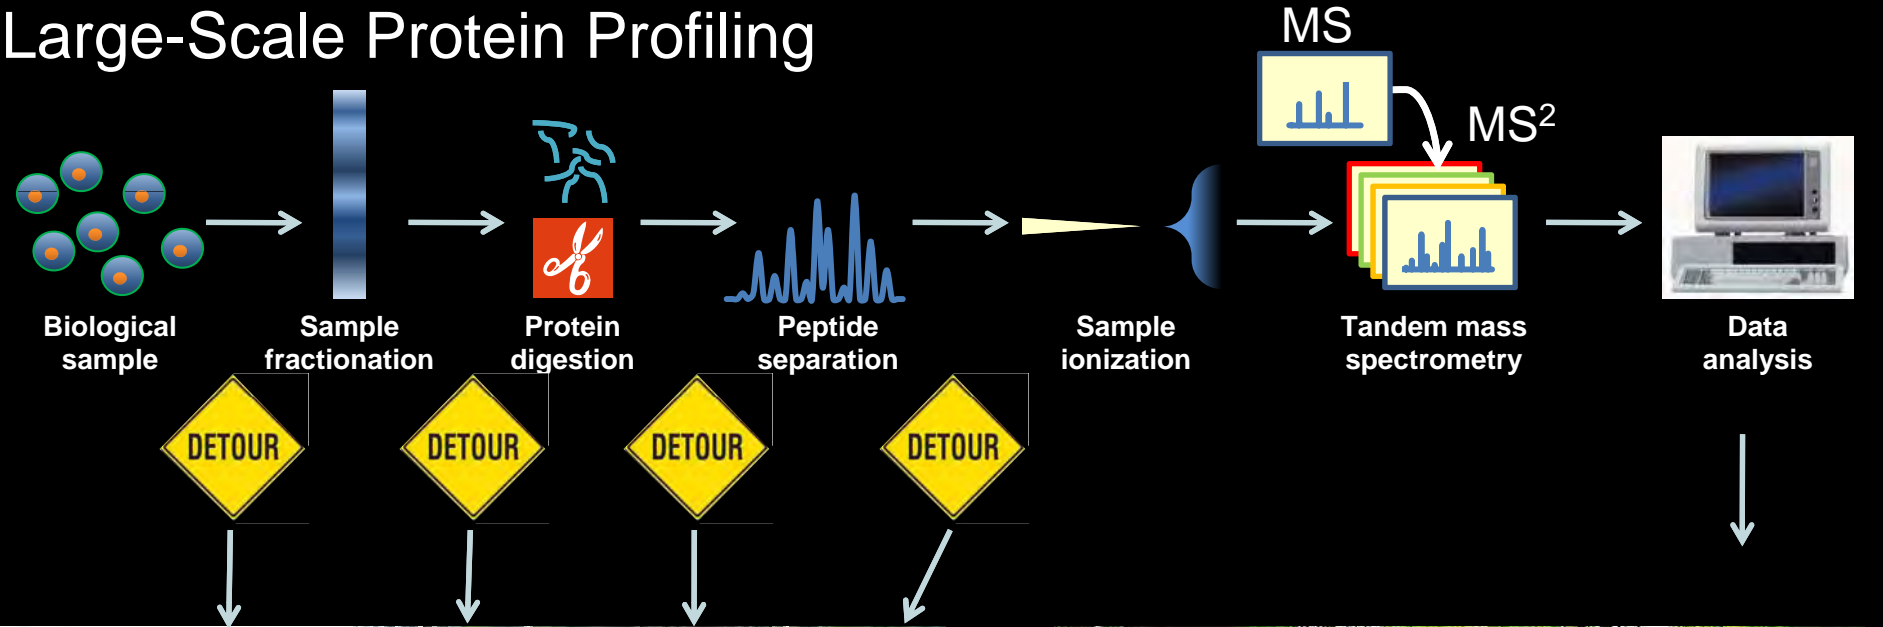 Large-Scale Protein Profiling
MS
MS²
Biological
sample
Sample
fractionation
Protein
digestion
Peptide
separation
Sample
ionization
Tandem mass
spectrometry
Data
analysis
DETOUR
DETOUR
DETOUR
DETOUR